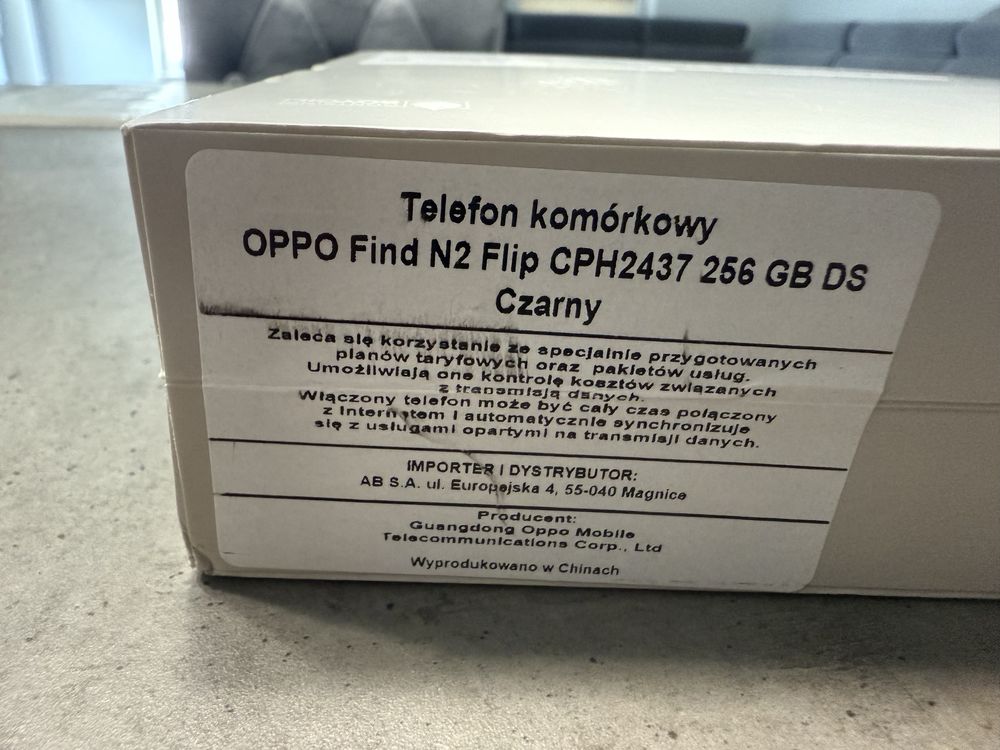 Telefon komórkowy
OPPO Find N2 Flip CPH2437 256 GB DS
Czarny
Zaleca się korzystanie ze specjalnie przygotowanych
planów taryfowych oraz pakietów usług.
Umożliwiają one kontrolę kosztów związanych
z transmisją danych.
Włączony telefon może być cały czas połączony
z Internetem i automatycznie synchronizuje
się z usługami opartymi na transmisji danych.
IMPORTER I DYSTRYBUTOR:
AB S.A. ul. Europejska 4, 55-040 Magnice
Producent:
Guangdong Oppo Mobile
Telecommunications Corp., Ltd
Wyprodukowano w Chinach